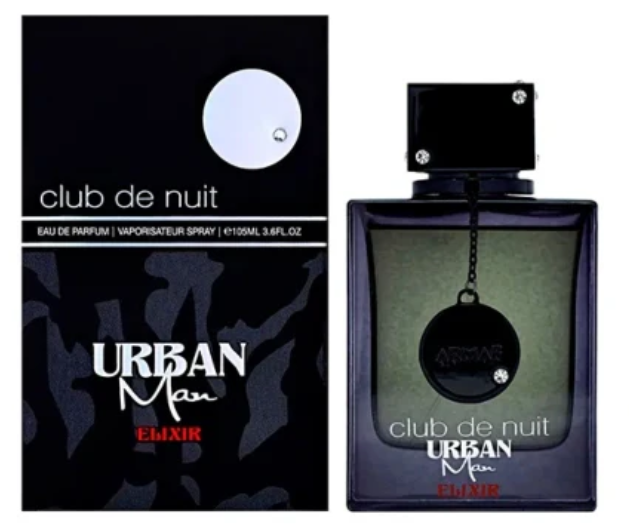 club de nuit
EAU DE PARFUM | VAPORISATEUR SPRAY | ℮105ML 3.6FL.OZ
URBAN
Man
ELIXIR
ARMAF
club de nuit
URBAN
Man
ELIXIR